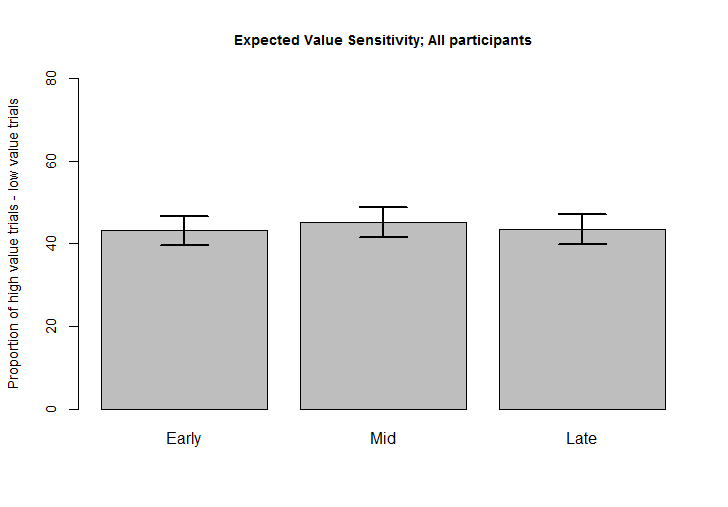 Expected Value Sensitivity; All participants
Proportion of high value trials - low value trials
80
60
40
20
0
Early
Mid
Late